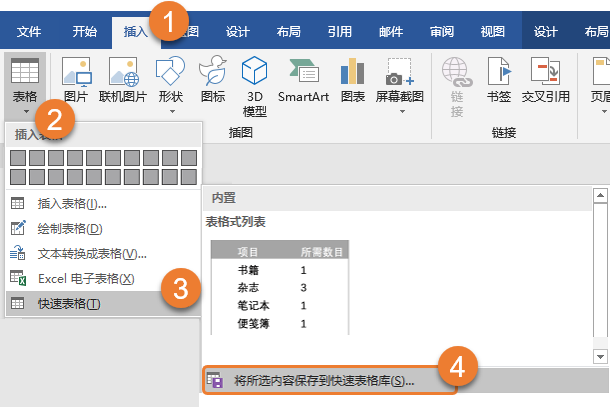 文件 开始 插入 图 设计 布局 引用 邮件 审阅 视图 设计 布局
1
表格 图片 联机图片 形状 图标 3D 模型 SmartArt 图表 屏幕截图 链接 书签 交叉引用 页眉
插图 链接
2
插入表格
插入表格(I)...
绘制表格(D)
文本转换成表格(V)...
Excel 电子表格(X)
快速表格(T)
3
内置
表格式列表
项目 所需数目
书籍 1
杂志 3
笔记本 1
便笺簿 1
将所选内容保存到快速表格库(S)...
4